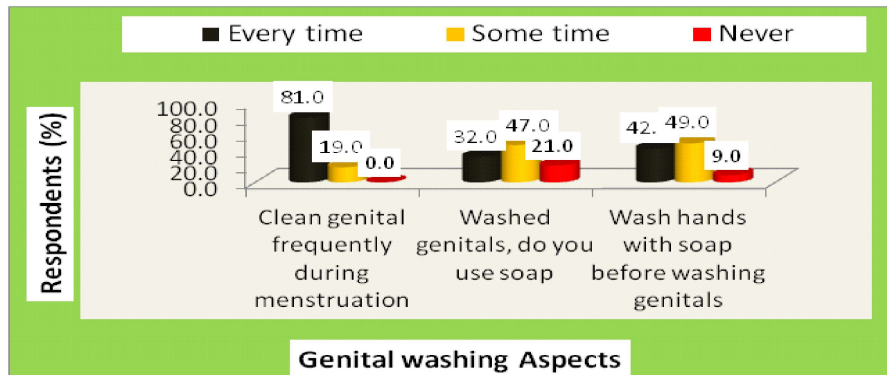 Every time Some time Never
Respondents (%)
100.0
80.0
60.0
40.0
20.0
0.0
81.0 19.0 0.0
32.0 47.0 21.0
42. 49.0 9.0
Clean genital
frequently
during
menstruation
Washed
genitals, do you
use soap
Wash hands
with soap
before washing
genitals
Genital washing Aspects